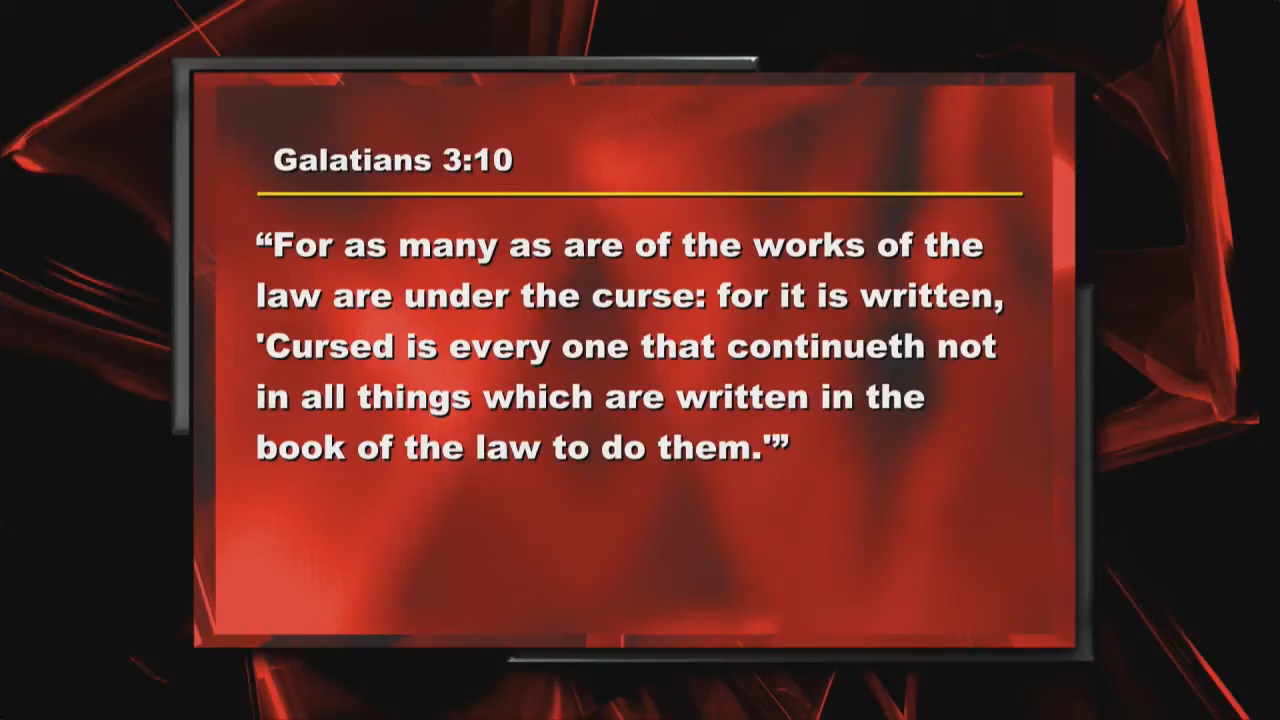 Galatians 3:10
“For as many as are of the works of the
law are under the curse: for it is written,
'Cursed is every one that continueth not
in all things which are written in the
book of the law to do them.'”